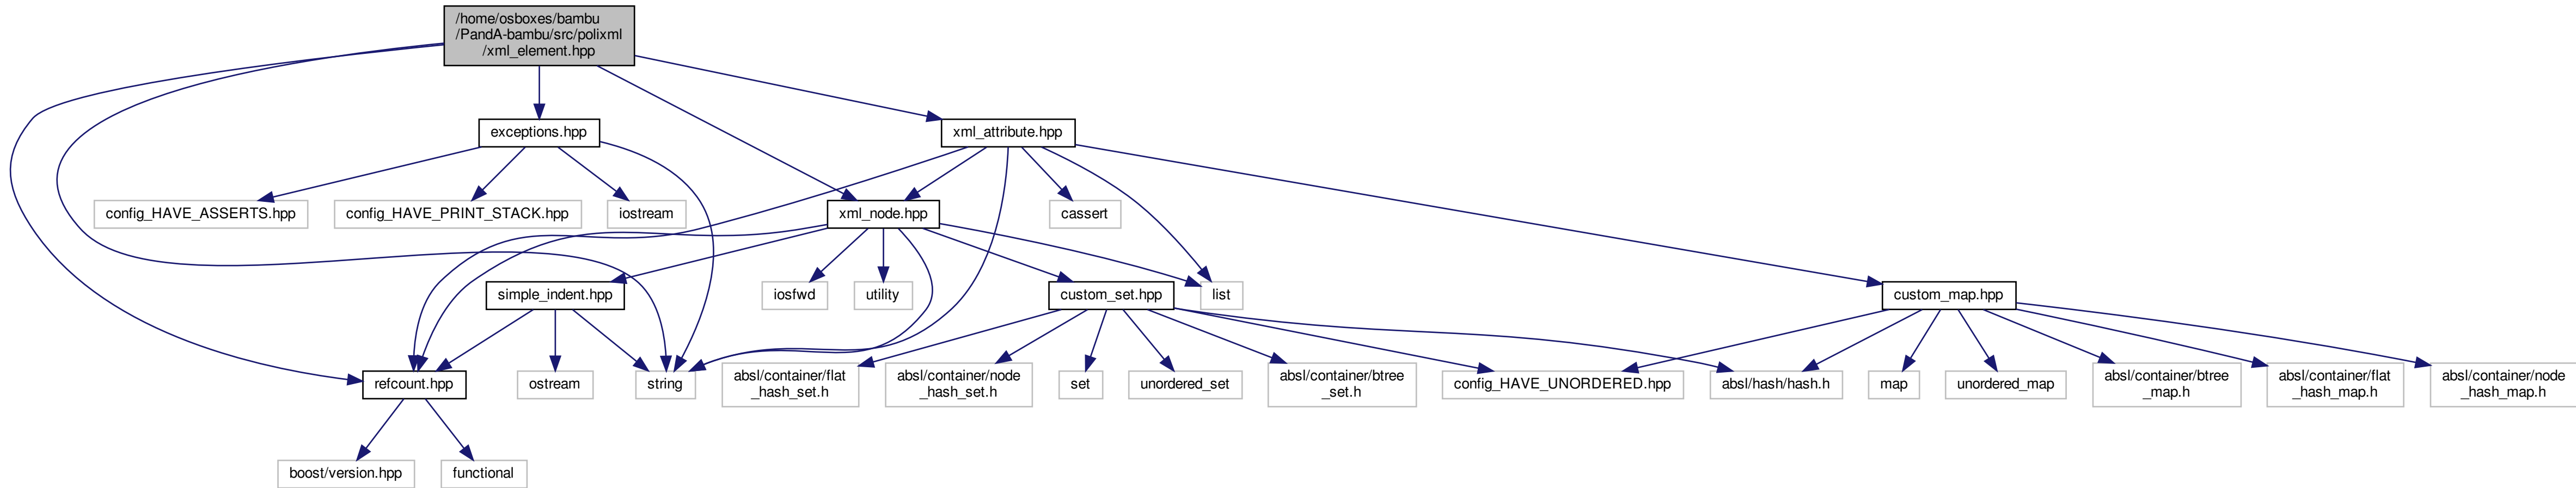 /home/osboxes/bambu
/PandA-bambu/src/polixml
/xml_element.hpp
exceptions.hpp
xml_attribute.hpp
config_HAVE_ASSERTS.hpp
config_HAVE_PRINT_STACK.hpp
iostream
xml_node.hpp
cassert
simple_indent.hpp
iosfwd
utility
custom_set.hpp
list
custom_map.hpp
refcount.hpp
ostream
string
absl/container/flat
_hash_set.h
absl/container/node
_hash_set.h
set
unordered_set
absl/container/btree
_set.h
config_HAVE_UNORDERED.hpp
absl/hash/hash.h
map
unordered_map
absl/container/btree
_map.h
absl/container/flat
_hash_map.h
absl/container/node
_hash_map.h
boost/version.hpp
functional